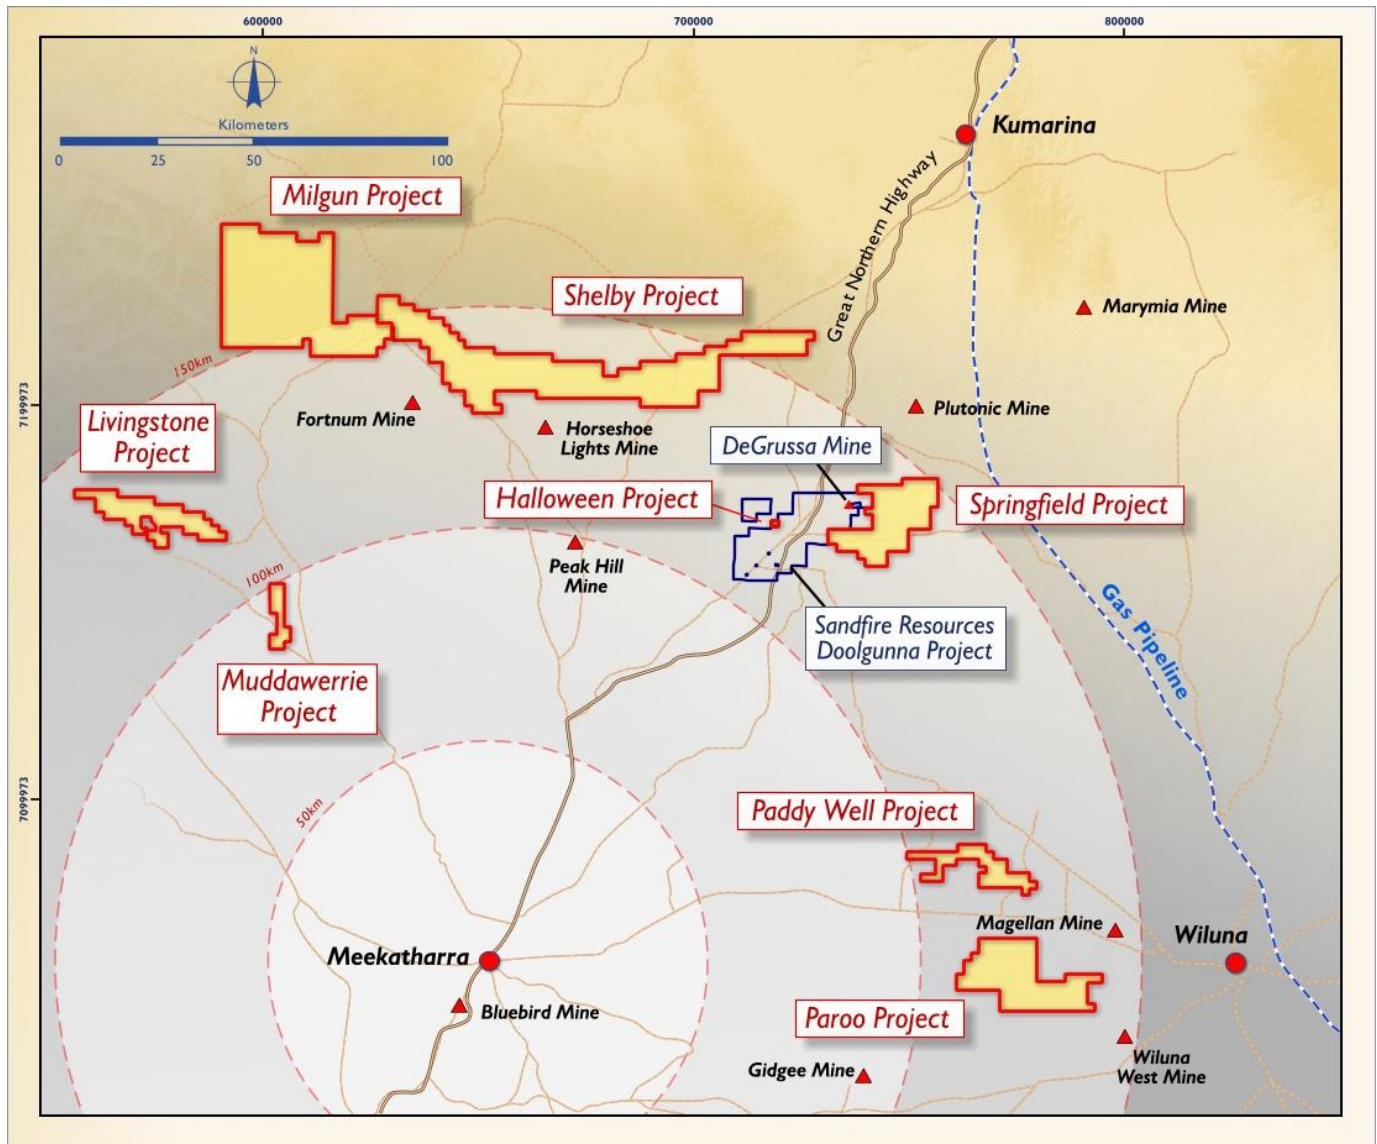 600000
700000
800000
N
Kilometers
0
25
50
100
Kumarina
Great Northern Highway
Milgun Project
Shelby Project
Marymia Mine
150km
7199973
Fortnum Mine
Plutonic Mine
Livingstone
Project
Horseshoe
Lights Mine
DeGrussa Mine
Halloween Project
Springfield Project
Peak Hill
Mine
100km
Gas Pipeline
Sandfire Resources
Doolgunna Project
Muddawerrie
Project
7099973
50km
Paddy Well Project
Magellan Mine
Wiluna
Meekatharra
Bluebird Mine
Paroo Project
Gidgee Mine
Wiluna
West Mine